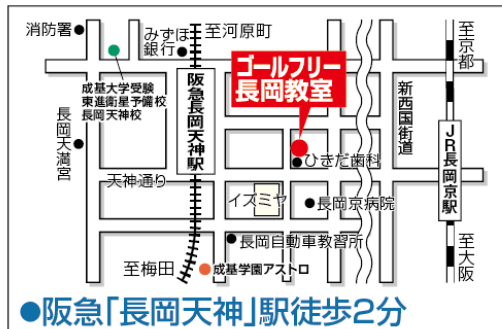 消防署
みずほ
銀行
至河原町
至京都
ゴールフリー
長岡教室
成基大学受験
東進衛星予備校
長岡天神校
阪急長岡天神駅
新西国街道
JR長岡京駅
長岡天満宮
ひきだ歯科
天神通り
イズミヤ
長岡京病院
長岡自動車教習所
至梅田
成基学園アストロ
至大阪
●阪急「長岡天神」駅徒歩2分